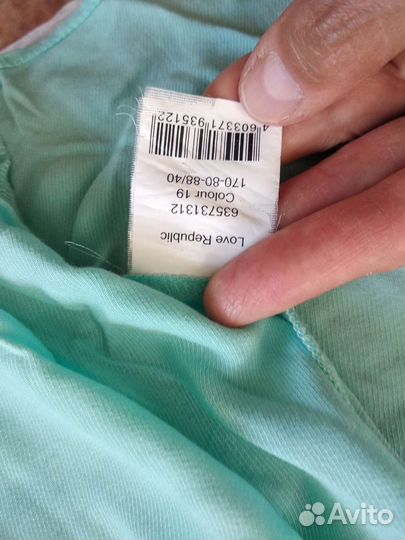 Love Republic
635731312
Colour 19
170-80-88/40
4 603371 935122
Avito